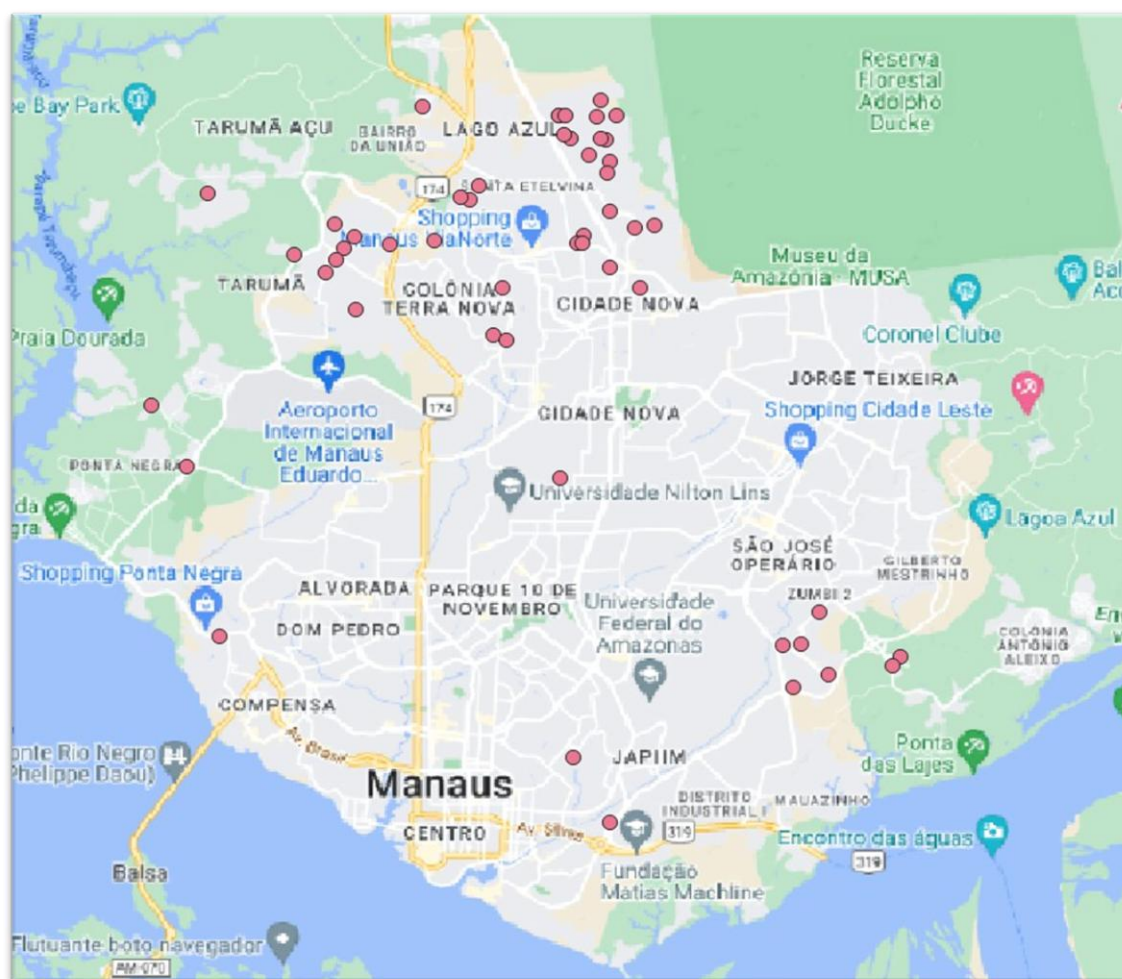 Reserva
Florestal
Adolpho
Ducke
Bay Park
TARUMÃ AÇU
BAIRRO
DA UNIÃO
LAGO AZUL
174
SANTA ETELVINA
Shopping
Manaus ViaNorte
Museu da
Amazônia - MUSA
TARUMÃ
COLÔNIA
TERRA NOVA
CIDADE NOVA
Praia Dourada
Coronel Clube
JORGE TEIXEIRA
Aeroporto
Internacional
de Manaus
Eduardo...
174
CIDADE NOVA
Shopping Cidade Leste
PONTA NEGRA
Universidade Nilton Lins
Lagoa Azul
SÃO JOSÉ
OPERÁRIO
GILBERTO
MESTRINHO
Shopping Ponta Negra
ALVORADA
PARQUE 10 DE
NOVEMBRO
ZUMBI 2
Universidade
Federal do
Amazonas
DOM PEDRO
COLÔNIA
ANTÔNIO
ALEIXO
COMPENSA
Av. Brasil
onte Rio Negro
(Phelippe Daou)
JAPIIM
Ponta
das Lajes
Manaus
DISTRITO
INDUSTRIAL I
MAUAZINHO
CENTRO
319
Encontro das águas
319
Balsa
Fundação
Matias Machline
Flutuante boto navegador
AM-070